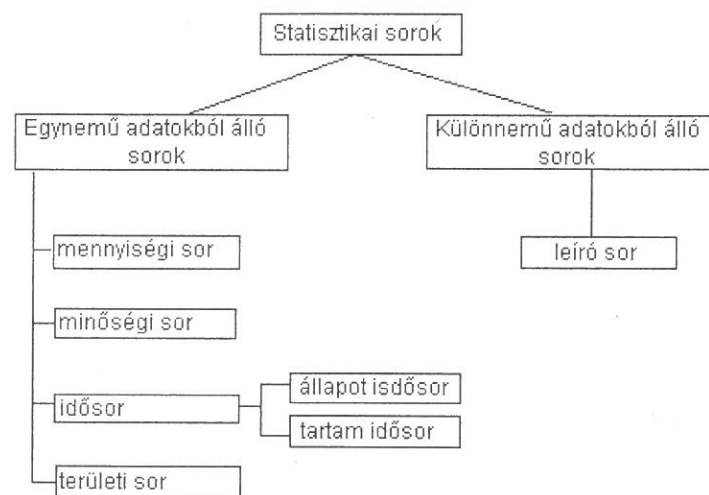 Statisztikai sorok
Egynemű adatokból álló
sorok
Különnemű adatokból álló
sorok
mennyiségi sor
leíró sor
minőségi sor
idősor
állapot isdősor
tartam idősor
területi sor